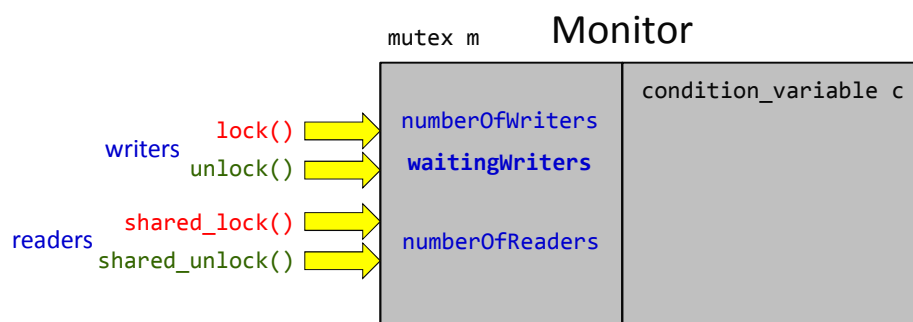 mutex m
Monitor
condition_variable c
writers
lock()
numberOfWriters
unlock()
waitingWriters
readers
shared_lock()
numberOfReaders
shared_unlock()